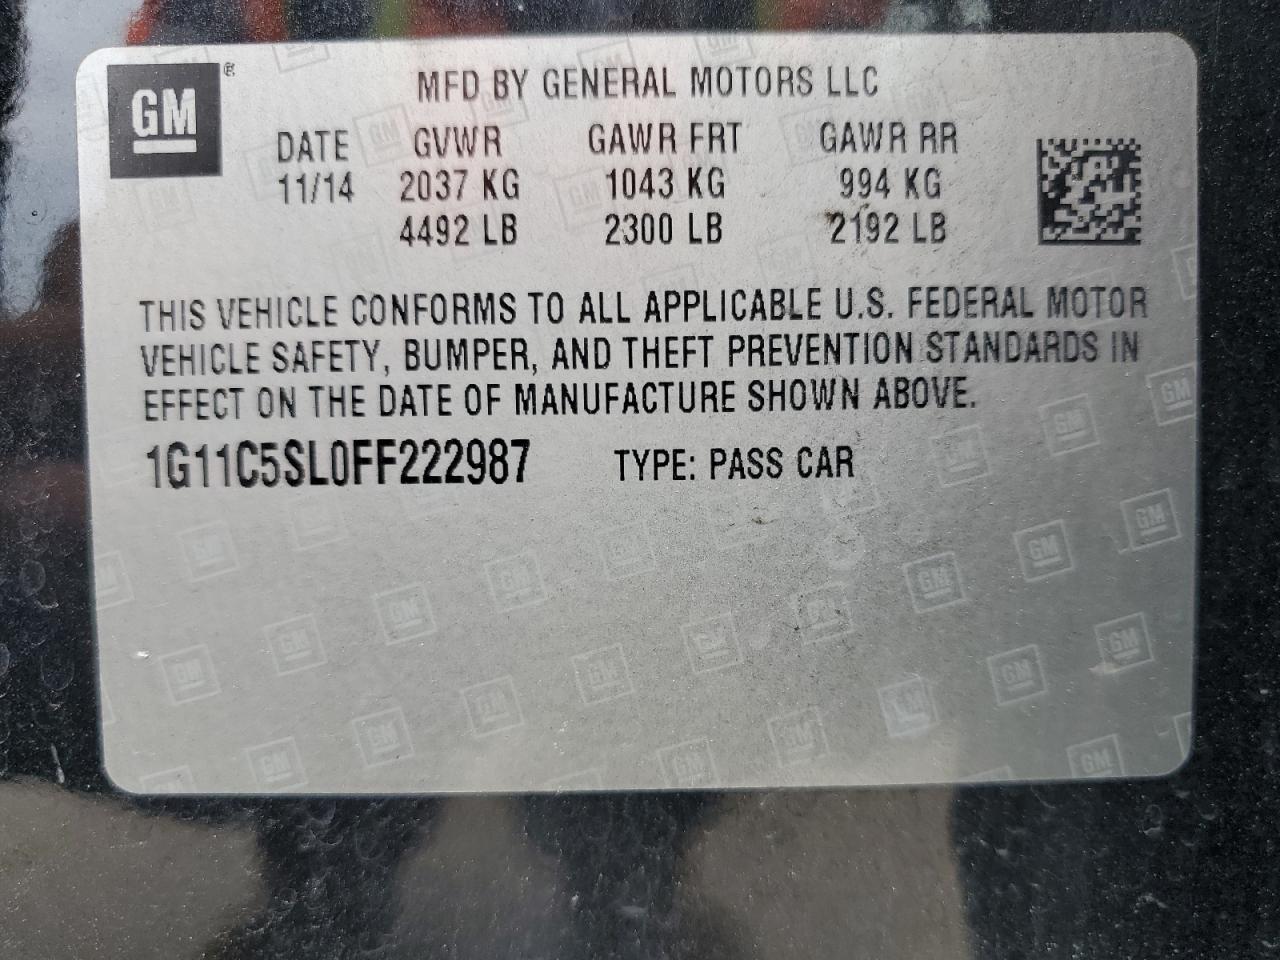 GM ®
MFD BY GENERAL MOTORS LLC
DATE GVWR GAWR FRT GAWR RR
11/14 2037 KG 1043 KG 994 KG
4492 LB 2300 LB 2192 LB
THIS VEHICLE CONFORMS TO ALL APPLICABLE U.S. FEDERAL MOTOR
VEHICLE SAFETY, BUMPER, AND THEFT PREVENTION STANDARDS IN
EFFECT ON THE DATE OF MANUFACTURE SHOWN ABOVE.
1G11C5SL0FF222987 TYPE: PASS CAR